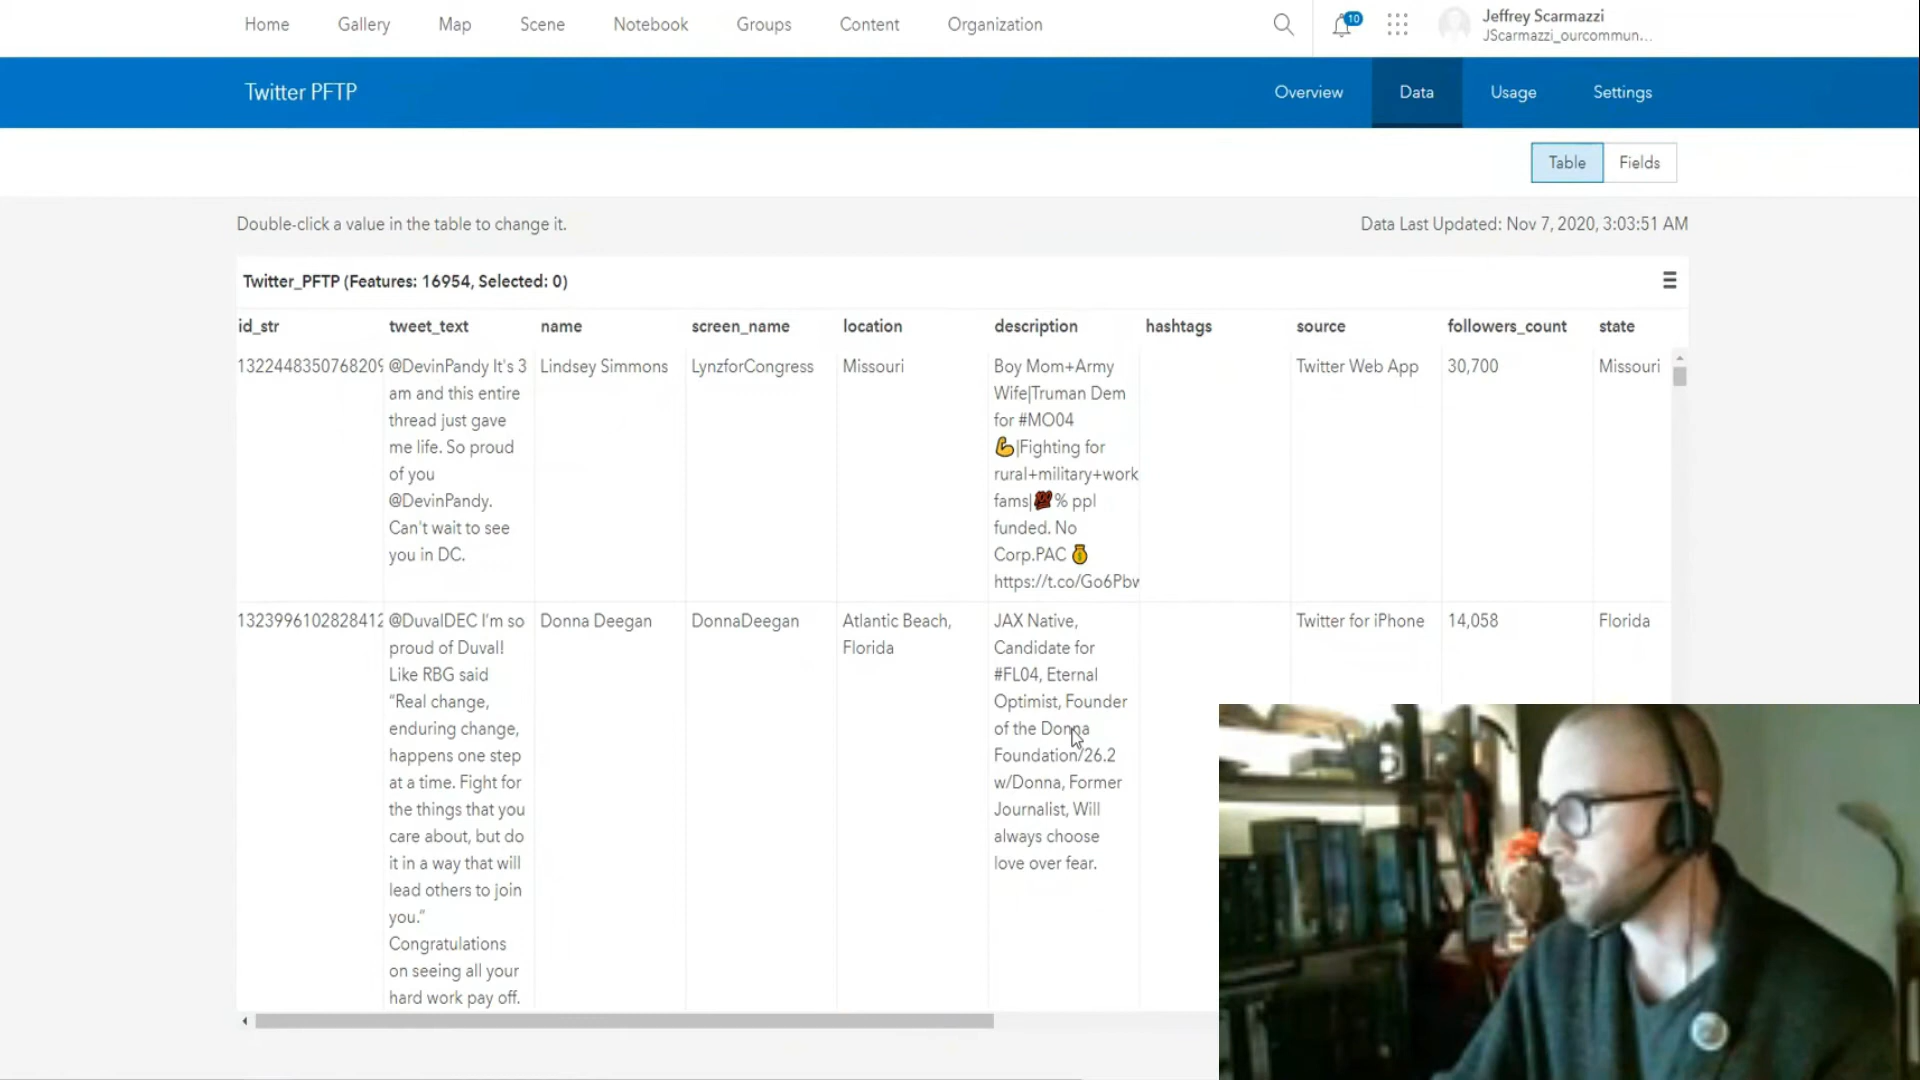 Home Gallery Map Scene Notebook Groups Content Organization
10
Jeffrey Scarmazzi
JScarmazzi_ourcommun...
Twitter PFTP
Overview Data Usage Settings
Table Fields
Double-click a value in the table to change it.
Data Last Updated: Nov 7, 2020, 3:03:51 AM
Twitter_PFTP (Features: 16954, Selected: 0)
id_str tweet_text name screen_name location description hashtags source followers_count state
1322448350768209
@DevinPandy It's 3
am and this entire
thread just gave
me life. So proud
of you
@DevinPandy.
Can't wait to see
you in DC.
Lindsey Simmons
LynzforCongress
Missouri
Boy Mom+Army
Wife|Truman Dem
for #MO04
💪|Fighting for
rural+military+work
fams|💯% ppl
funded. No
Corp.PAC 💰
https://t.co/Go6Pbw
Twitter Web App
30,700
Missouri
1323996102828412
@DuvalDEC I'm so
proud of Duval!
Like RBG said
“Real change,
enduring change,
happens one step
at a time. Fight for
the things that you
care about, but do
it in a way that will
lead others to join
you.”
Congratulations
on seeing all your
hard work pay off.
Donna Deegan
DonnaDeegan
Atlantic Beach,
Florida
JAX Native,
Candidate for
#FL04, Eternal
Optimist, Founder
of the Donna
Foundation/26.2
w/Donna, Former
Journalist, Will
always choose
love over fear.
Twitter for iPhone
14,058
Florida